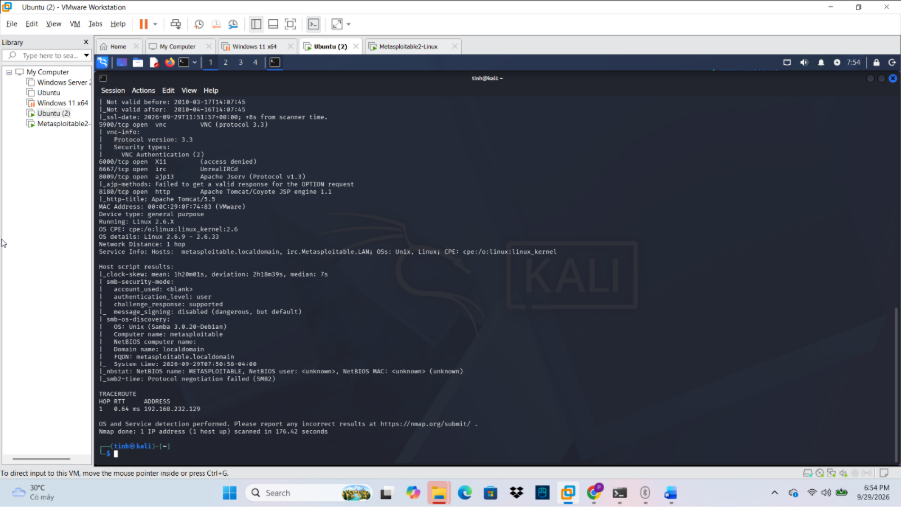 Ubuntu (2) - VMware Workstation
File Edit View VM Tabs Help
Library
Type here to sea...
Home My Computer Windows 11 x64 Ubuntu (2) Metasploitable2-Linux
My Computer
Windows Server 2
Ubuntu
Windows 11 x64
Ubuntu (2)
Metasploitable2-
1 2 3 4
7:54
tinh@kali: ~
Session Actions Edit View Help
| Not valid before: 2010-03-17T14:07:45
|_Not valid after:  2010-04-16T14:07:45
|_ssl-date: 2026-09-29T11:51:57+00:00; +8s from scanner time.
5900/tcp open  vnc         VNC (protocol 3.3)
| vnc-info:
|   Protocol version: 3.3
|   Security types:
|_    VNC Authentication (2)
6000/tcp open  X11         (access denied)
6667/tcp open  irc         UnrealIRCd
8009/tcp open  ajp13       Apache Jserv (Protocol v1.3)
|_ajp-methods: Failed to get a valid response for the OPTION request
8180/tcp open  http        Apache Tomcat/Coyote JSP engine 1.1
|_http-title: Apache Tomcat/5.5
MAC Address: 00:0C:29:0F:74:83 (VMware)
Device type: general purpose
Running: Linux 2.6.X
OS CPE: cpe:/o:linux:linux_kernel:2.6
OS details: Linux 2.6.9 - 2.6.33
Network Distance: 1 hop
Service Info: Hosts:  metasploitable.localdomain, irc.Metasploitable.LAN; OSs: Unix, Linux; CPE: cpe:/o:linux:linux_kernel
Host script results:
|_clock-skew: mean: 1h20m01s, deviation: 2h18m39s, median: 7s
| smb-security-mode:
|   account_used: <blank>
|   authentication_level: user
|   challenge_response: supported
|_  message_signing: disabled (dangerous, but default)
| smb-os-discovery:
|   OS: Unix (Samba 3.0.20-Debian)
|   Computer name: metasploitable
|   NetBIOS computer name:
|   Domain name: localdomain
|   FQDN: metasploitable.localdomain
|_  System time: 2026-09-29T07:50:56-04:00
|_nbstat: NetBIOS name: METASPLOITABLE, NetBIOS user: <unknown>, NetBIOS MAC: <unknown> (unknown)
|_smb2-time: Protocol negotiation failed (SMB2)
TRACEROUTE
HOP RTT     ADDRESS
1   0.64 ms 192.168.232.129
OS and Service detection performed. Please report any incorrect results at https://nmap.org/submit/ .
Nmap done: 1 IP address (1 host up) scanned in 176.42 seconds
┌──(tinh㉿kali)-[~]
└─$
KALI
To direct input to this VM, move the mouse pointer inside or press Ctrl+G.
30°C
Có mây
Search
6:54 PM
9/29/2026